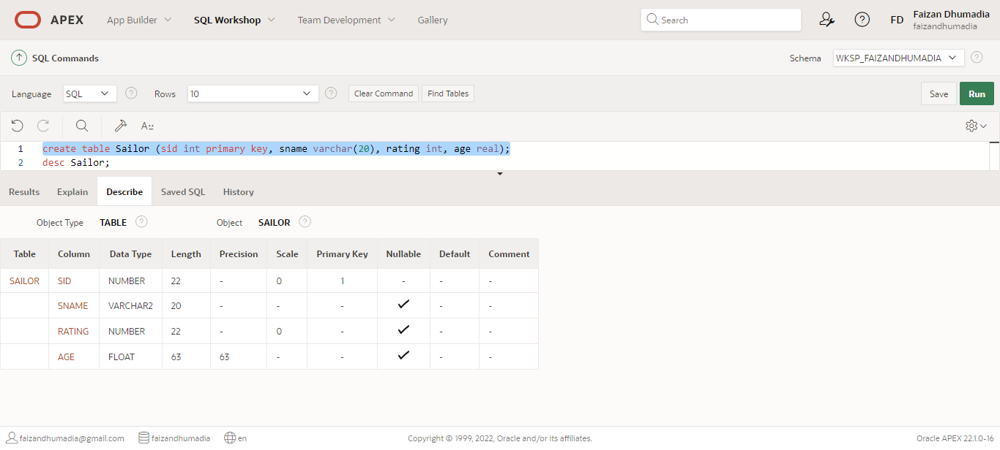 APEX App Builder SQL Workshop Team Development Gallery Search FD Faizan Dhumadia
faizandhumadia
SQL Commands Schema WKSP_FAIZANDHUMADIA
Language SQL Rows 10 Clear Command Find Tables Save Run
A::
1 create table Sailor (sid int primary key, sname varchar(20), rating int, age real);
2 desc Sailor;
Results Explain Describe Saved SQL History
Object Type TABLE Object SAILOR
Table Column Data Type Length Precision Scale Primary Key Nullable Default Comment
SAILOR SID NUMBER 22 - 0 1 - - -
SNAME VARCHAR2 20 - - - - -
RATING NUMBER 22 - 0 - - -
AGE FLOAT 63 63 - - - -
faizandhumadia@gmail.com faizandhumadia en Copyright © 1999, 2022, Oracle and/or its affiliates. Oracle APEX 22.1.0-16